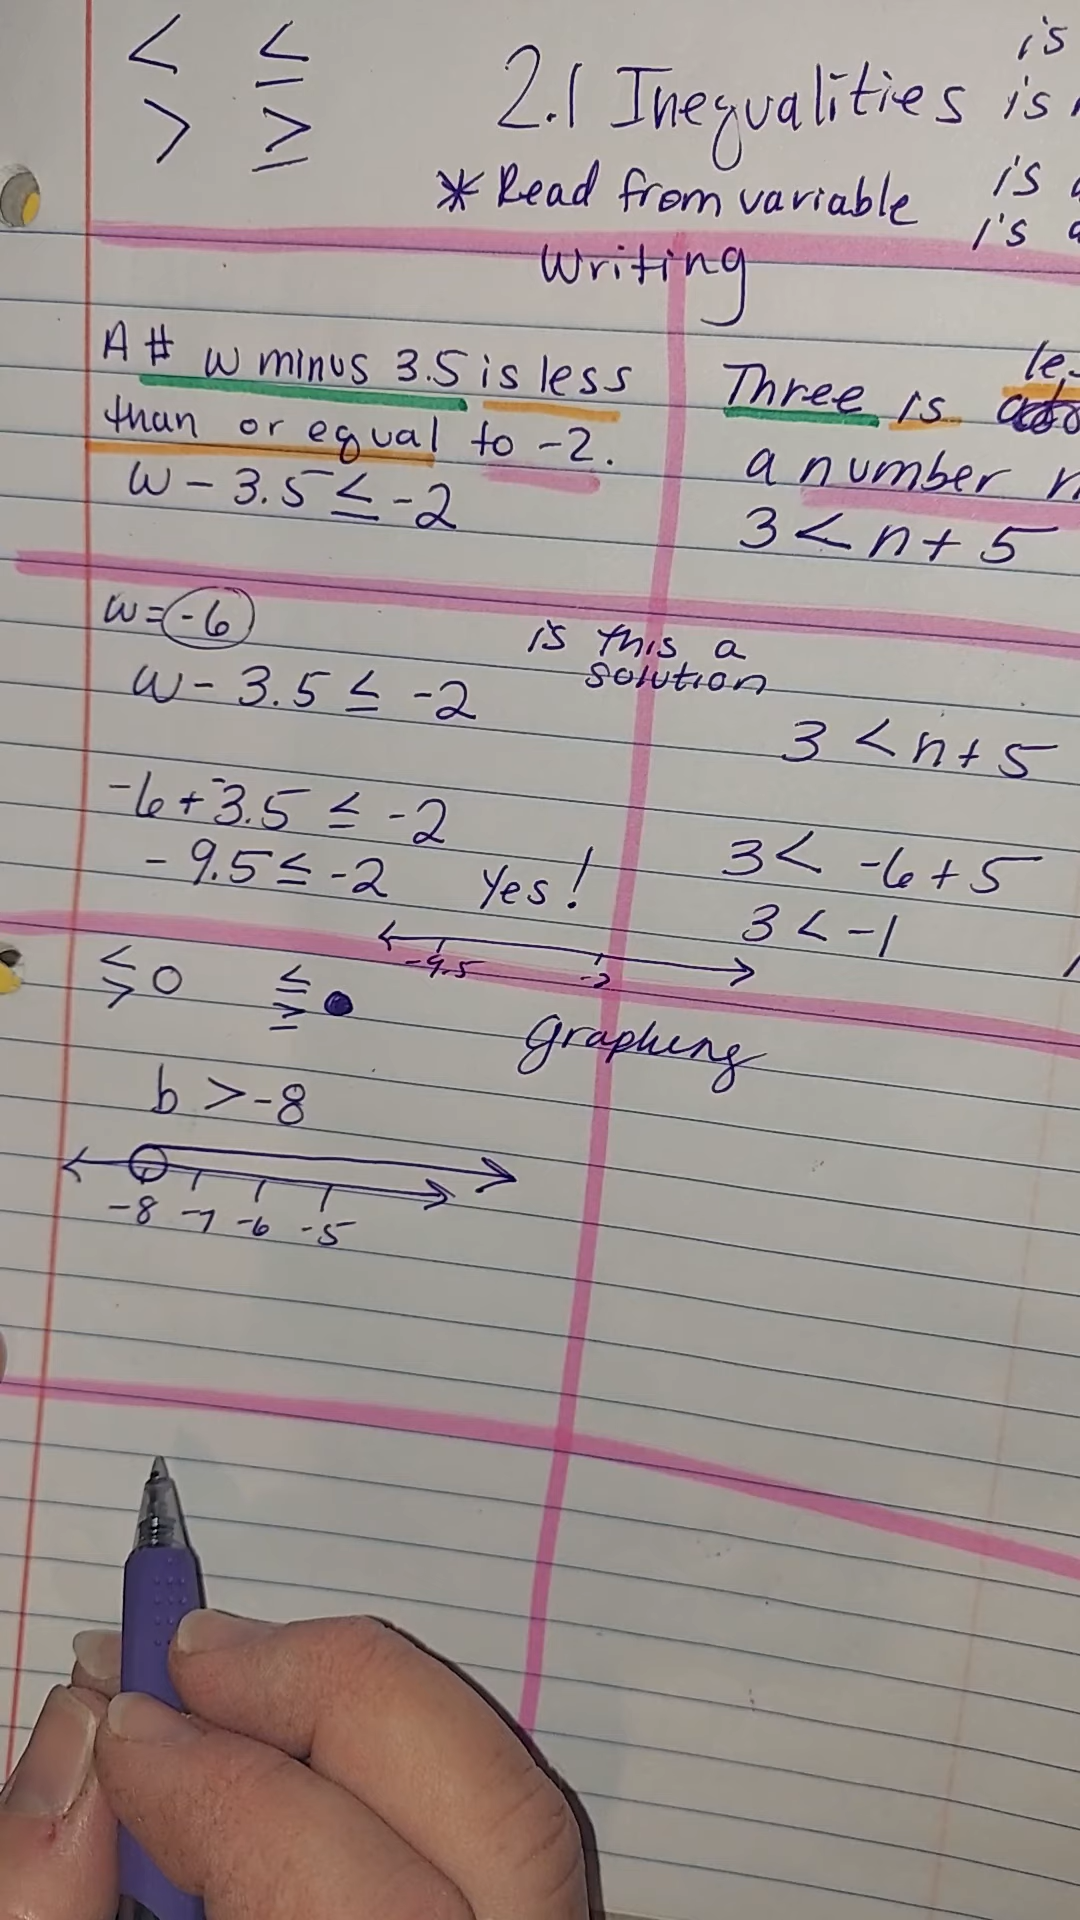 < ≤
> ≥
2.1 Inequalities
* Read from variable
is
is
is
is
Writing
A # w minus 3.5 is less
than or equal to -2.
w - 3.5 ≤ -2
Three is
a number n
3 < n + 5
w = -6
is this a
solution
w - 3.5 ≤ -2
3 < n + 5
-6 + -3.5 ≤ -2
-9.5 ≤ -2 Yes!
3 < -6 + 5
3 < -1
-9.5 -2
< > ○ ≤ ≥ ●
Graphing
b > -8
-8 -7 -6 -5